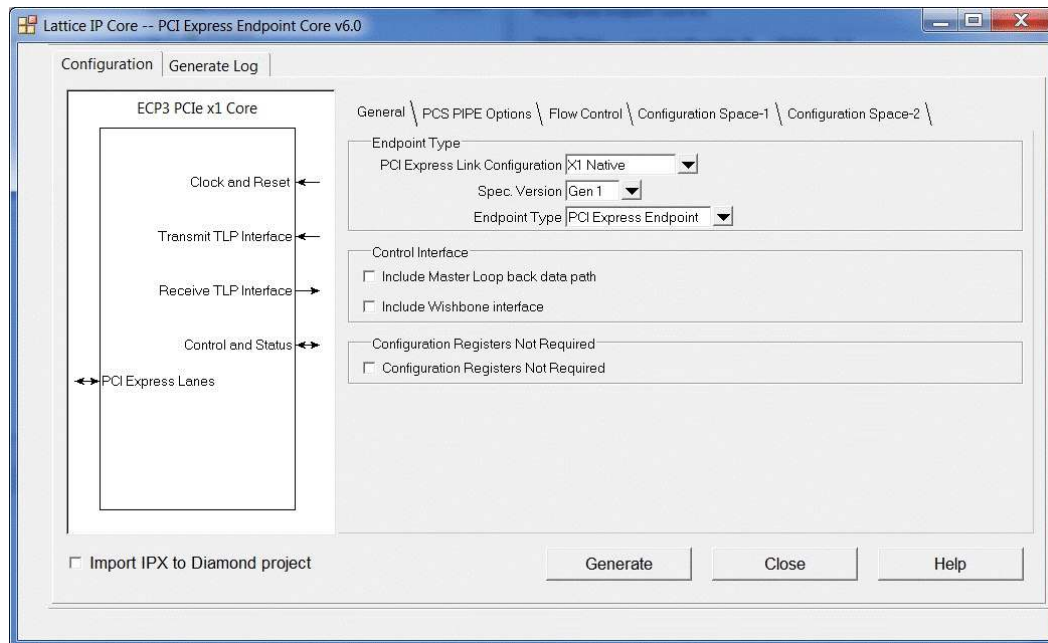 Lattice IP Core -- PCI Express Endpoint Core v6.0
Configuration
Generate Log
ECP3 PCIe x1 Core
Clock and Reset
Transmit TLP Interface
Receive TLP Interface
Control and Status
PCI Express Lanes
General \ PCS PIPE Options \ Flow Control \ Configuration Space-1 \ Configuration Space-2 \
Endpoint Type
PCI Express Link Configuration X1 Native
Spec. Version Gen 1
Endpoint Type PCI Express Endpoint
Control Interface
Include Master Loop back data path
Include Wishbone interface
Configuration Registers Not Required
Configuration Registers Not Required
Import IPX to Diamond project
Generate
Close
Help